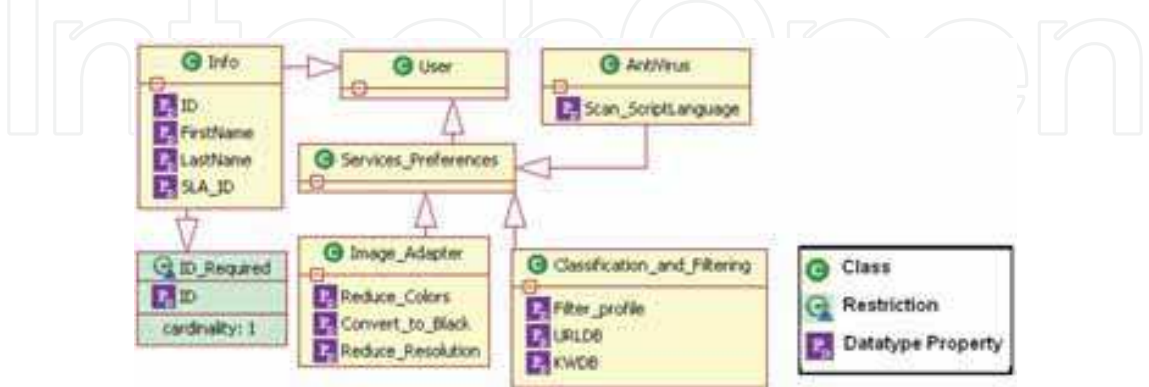 IntechOpen
Info
ID
FirstName
LastName
SLA_ID
User
AntiVirus
Scan_ScriptLanguage
Services_Preferences
ID_Required
ID
cardinality: 1
Image_Adapter
Reduce_Colors
Convert_to_Black
Reduce_Resolution
Classification_and_Filtering
Filter_profile
URLDB
KWDB
Class
Restriction
Datatype Property